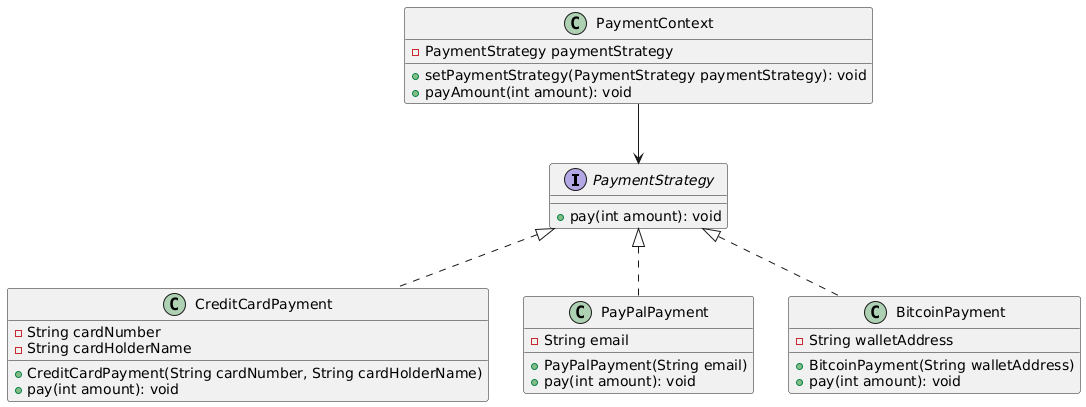 C PaymentContext
PaymentStrategy paymentStrategy
setPaymentStrategy(PaymentStrategy paymentStrategy): void
payAmount(int amount): void
I PaymentStrategy
pay(int amount): void
C CreditCardPayment
String cardNumber
String cardHolderName
CreditCardPayment(String cardNumber, String cardHolderName)
pay(int amount): void
C PayPalPayment
String email
PayPalPayment(String email)
pay(int amount): void
C BitcoinPayment
String walletAddress
BitcoinPayment(String walletAddress)
pay(int amount): void